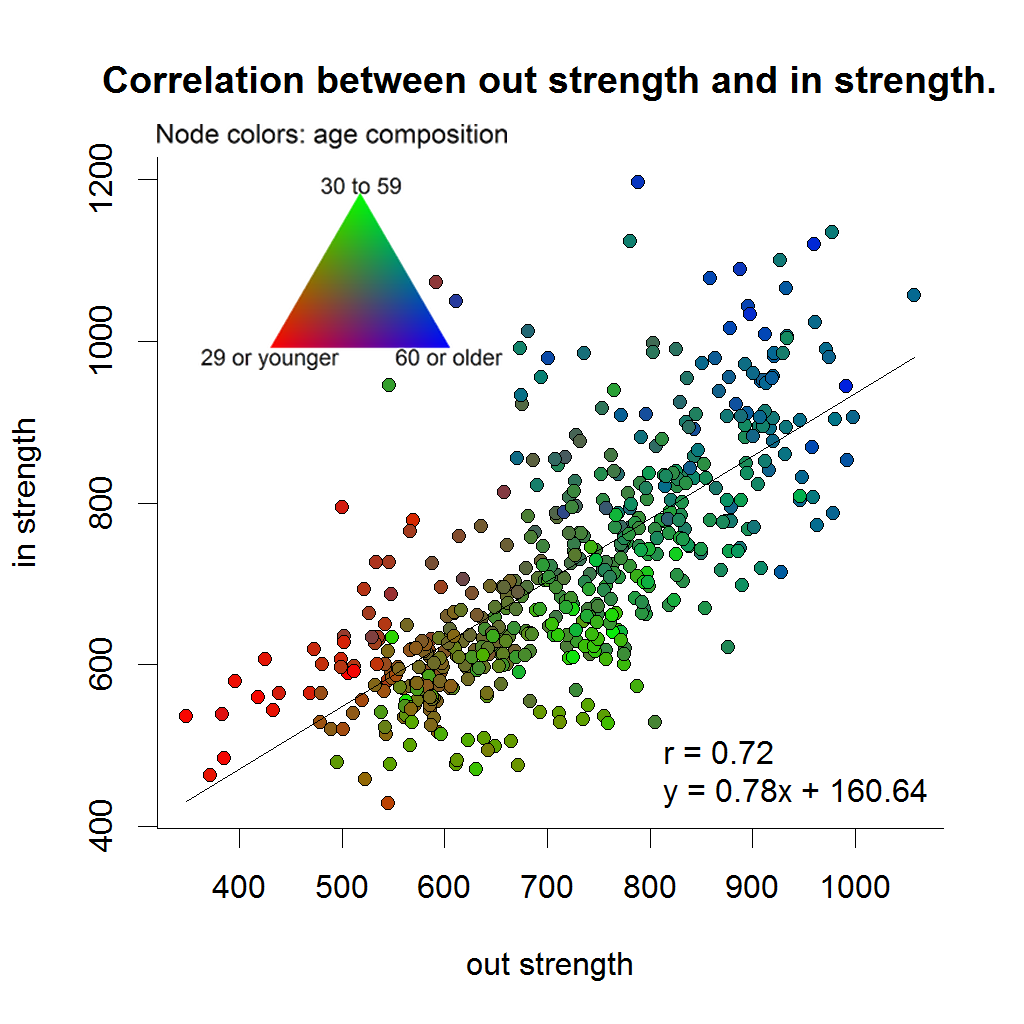 Correlation between out strength and in strength.
Node colors: age composition
30 to 59
29 or younger
60 or older
in strength
1200
1000
800
600
400
r = 0.72
y = 0.78x + 160.64
400 500 600 700 800 900 1000
out strength